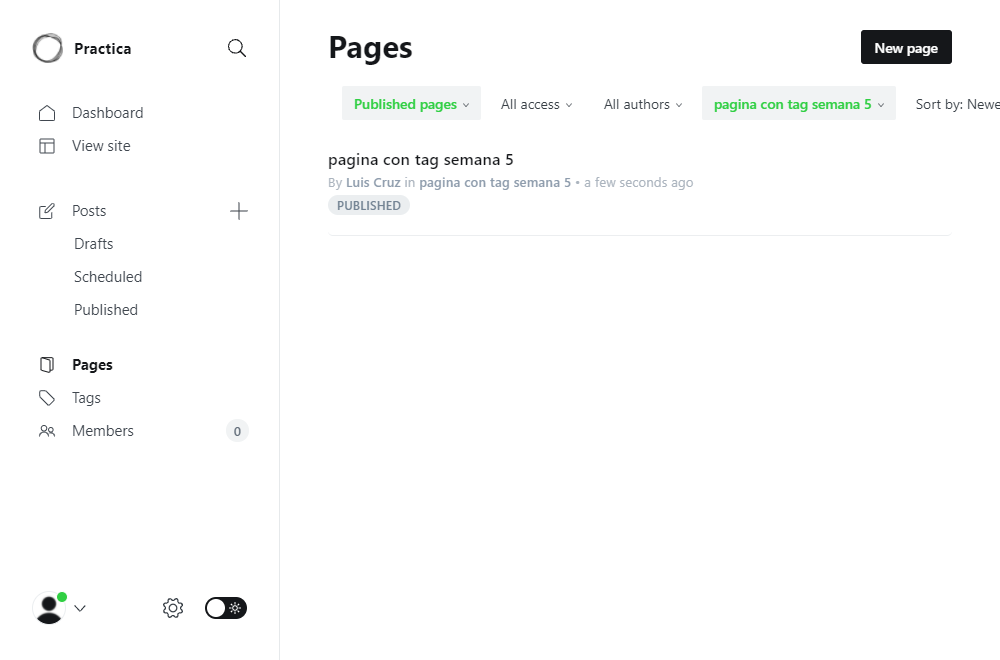 Practica
Dashboard
View site
Posts
Drafts
Scheduled
Published
Pages
Tags
Members 0
Pages
New page
Published pages All access All authors pagina con tag semana 5 Sort by: Newe
pagina con tag semana 5
By Luis Cruz in pagina con tag semana 5 • a few seconds ago
PUBLISHED